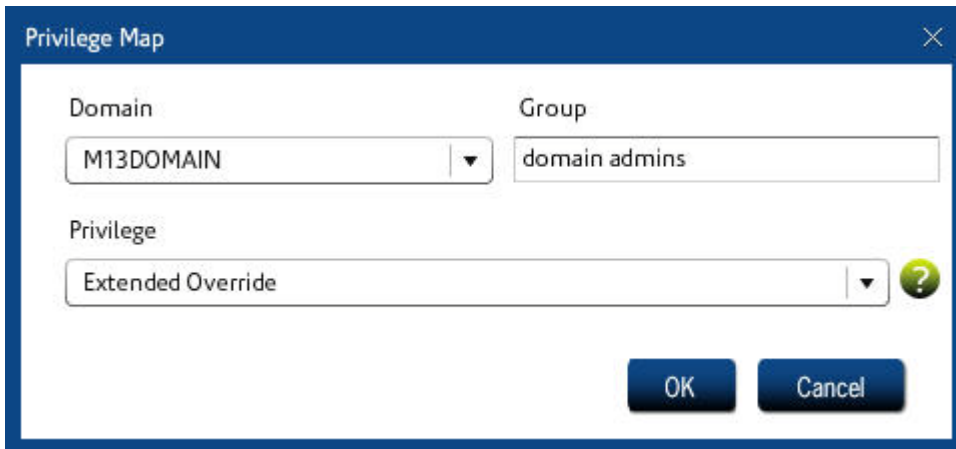 Privilege Map
Domain
Group
M13DOMAIN
domain admins
Privilege
Extended Override
?
OK
Cancel